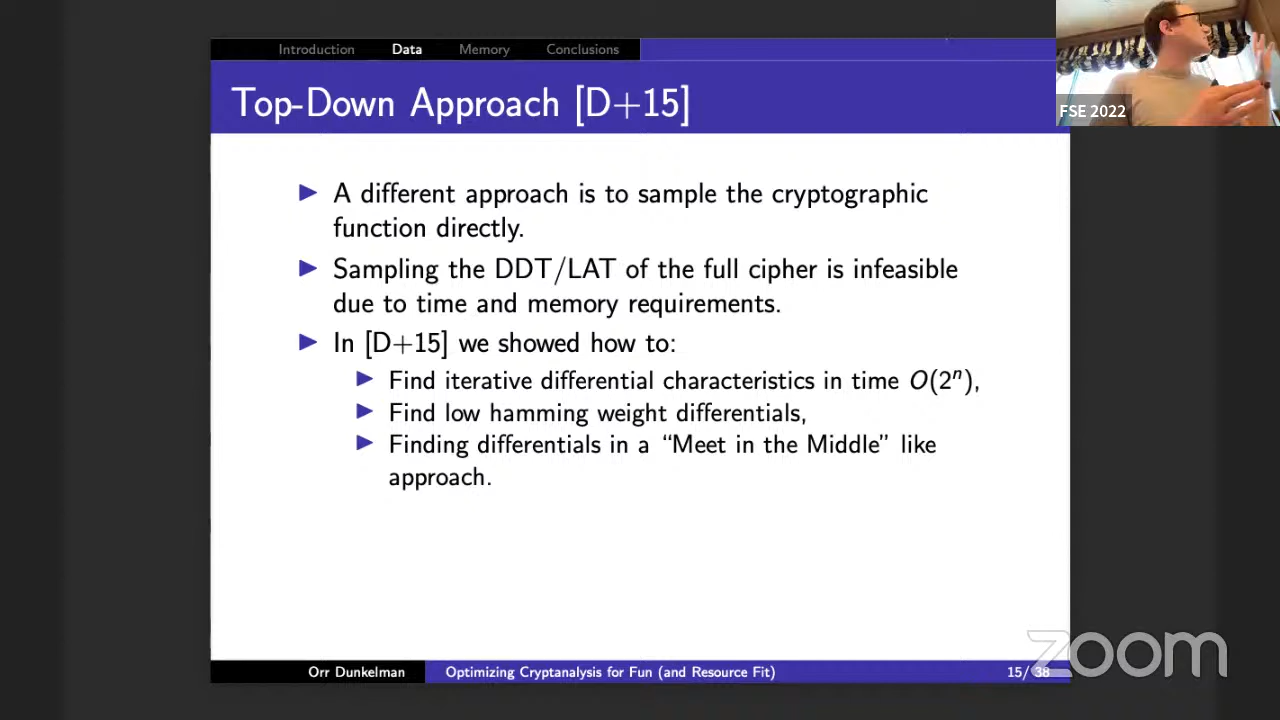 Introduction Data Memory Conclusions
Top-Down Approach [D+15]
FSE 2022
▶ A different approach is to sample the cryptographic
function directly.
▶ Sampling the DDT/LAT of the full cipher is infeasible
due to time and memory requirements.
▶ In [D+15] we showed how to:
▶ Find iterative differential characteristics in time O(2ⁿ),
▶ Find low hamming weight differentials,
▶ Finding differentials in a “Meet in the Middle” like
approach.
zoom
Orr Dunkelman Optimizing Cryptanalysis for Fun (and Resource Fit) 15/38